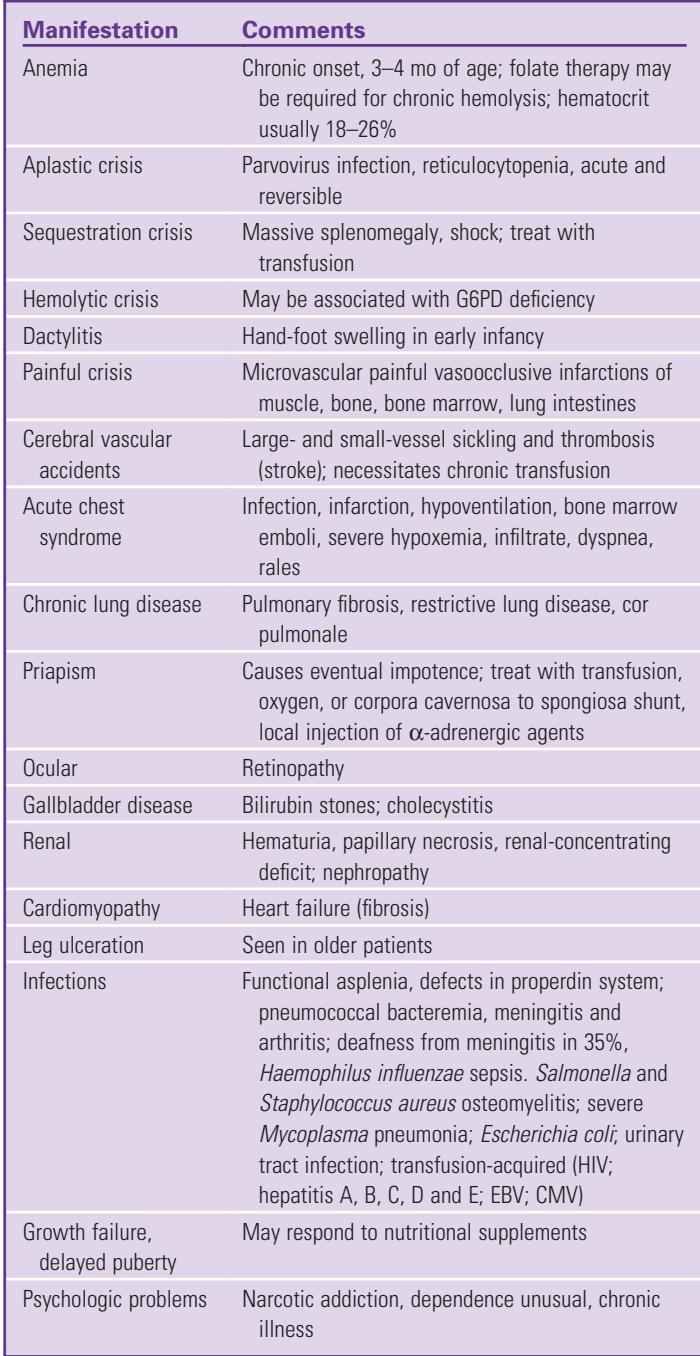 Manifestation Comments
Anemia Chronic onset, 3–4 mo of age; folate therapy may
be required for chronic hemolysis; hematocrit
usually 18–26%
Aplastic crisis Parvovirus infection, reticulocytopenia, acute and
reversible
Sequestration crisis Massive splenomegaly, shock; treat with
transfusion
Hemolytic crisis May be associated with G6PD deficiency
Dactylitis Hand-foot swelling in early infancy
Painful crisis Microvascular painful vasoocclusive infarctions of
muscle, bone, bone marrow, lung intestines
Cerebral vascular Large- and small-vessel sickling and thrombosis
accidents (stroke); necessitates chronic transfusion
Acute chest Infection, infarction, hypoventilation, bone marrow
syndrome emboli, severe hypoxemia, infiltrate, dyspnea,
rales
Chronic lung disease Pulmonary fibrosis, restrictive lung disease, cor
pulmonale
Priapism Causes eventual impotence; treat with transfusion,
oxygen, or corpora cavernosa to spongiosa shunt,
local injection of α-adrenergic agents
Ocular Retinopathy
Gallbladder disease Bilirubin stones; cholecystitis
Renal Hematuria, papillary necrosis, renal-concentrating
deficit; nephropathy
Cardiomyopathy Heart failure (fibrosis)
Leg ulceration Seen in older patients
Infections Functional asplenia, defects in properdin system;
pneumococcal bacteremia, meningitis and
arthritis; deafness from meningitis in 35%,
Haemophilus influenzae sepsis. Salmonella and
Staphylococcus aureus osteomyelitis; severe
Mycoplasma pneumonia; Escherichia coli; urinary
tract infection; transfusion-acquired (HIV;
hepatitis A, B, C, D and E; EBV; CMV)
Growth failure, May respond to nutritional supplements
delayed puberty
Psychologic problems Narcotic addiction, dependence unusual, chronic
illness